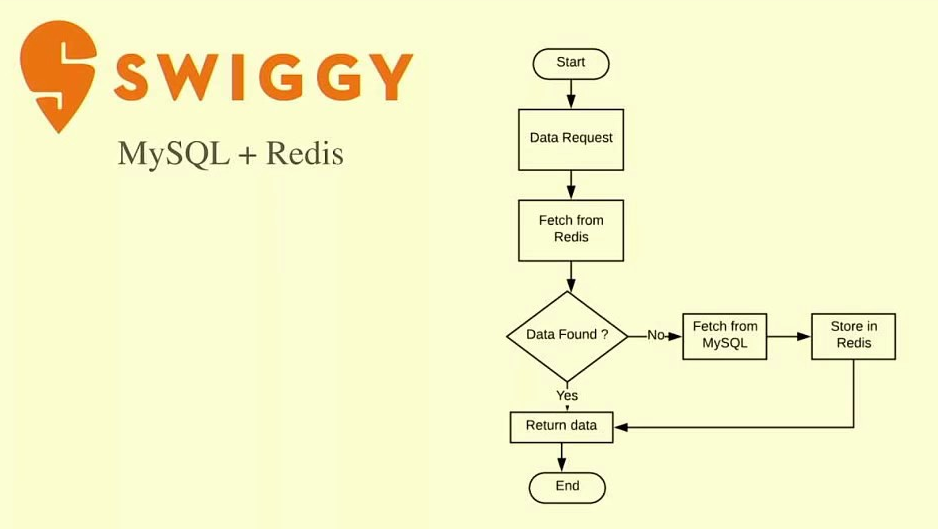 SWIGGY
MySQL + Redis
Start
Data Request
Fetch from
Redis
Data Found ?
No
Fetch from
MySQL
Store in
Redis
Yes
Return data
End